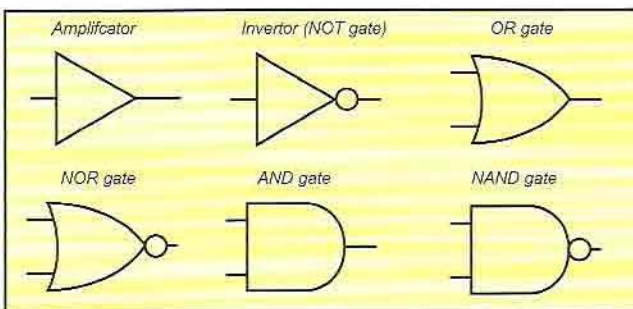 Amplifcator
Invertor (NOT gate)
OR gate
NOR gate
AND gate
NAND gate